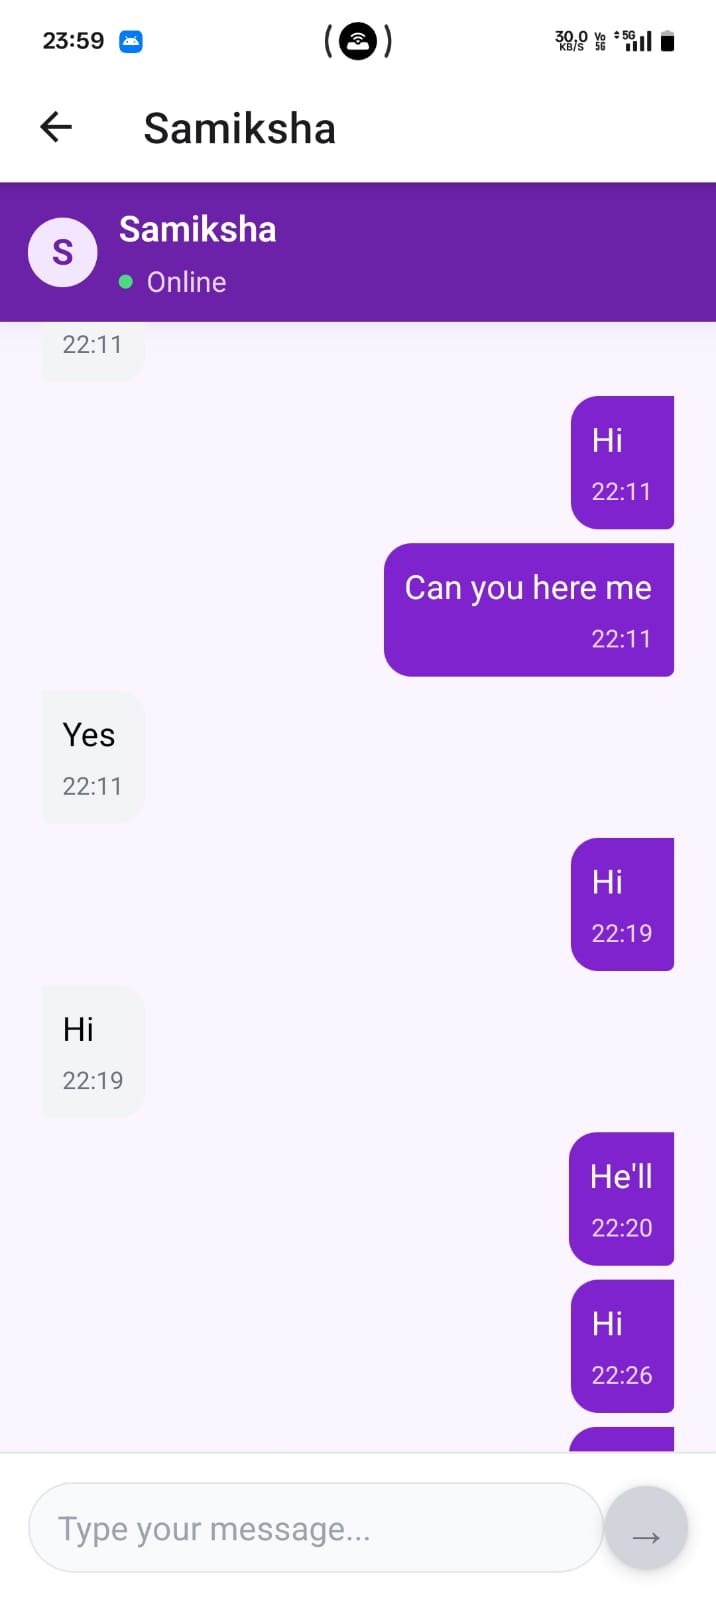 23:59
30.0 KB/S Vo 5G 5G
Samiksha
S
Samiksha
Online
22:11
Hi
22:11
Can you here me
22:11
Yes
22:11
Hi
22:19
Hi
22:19
He'll
22:20
Hi
22:26
Type your message...
→